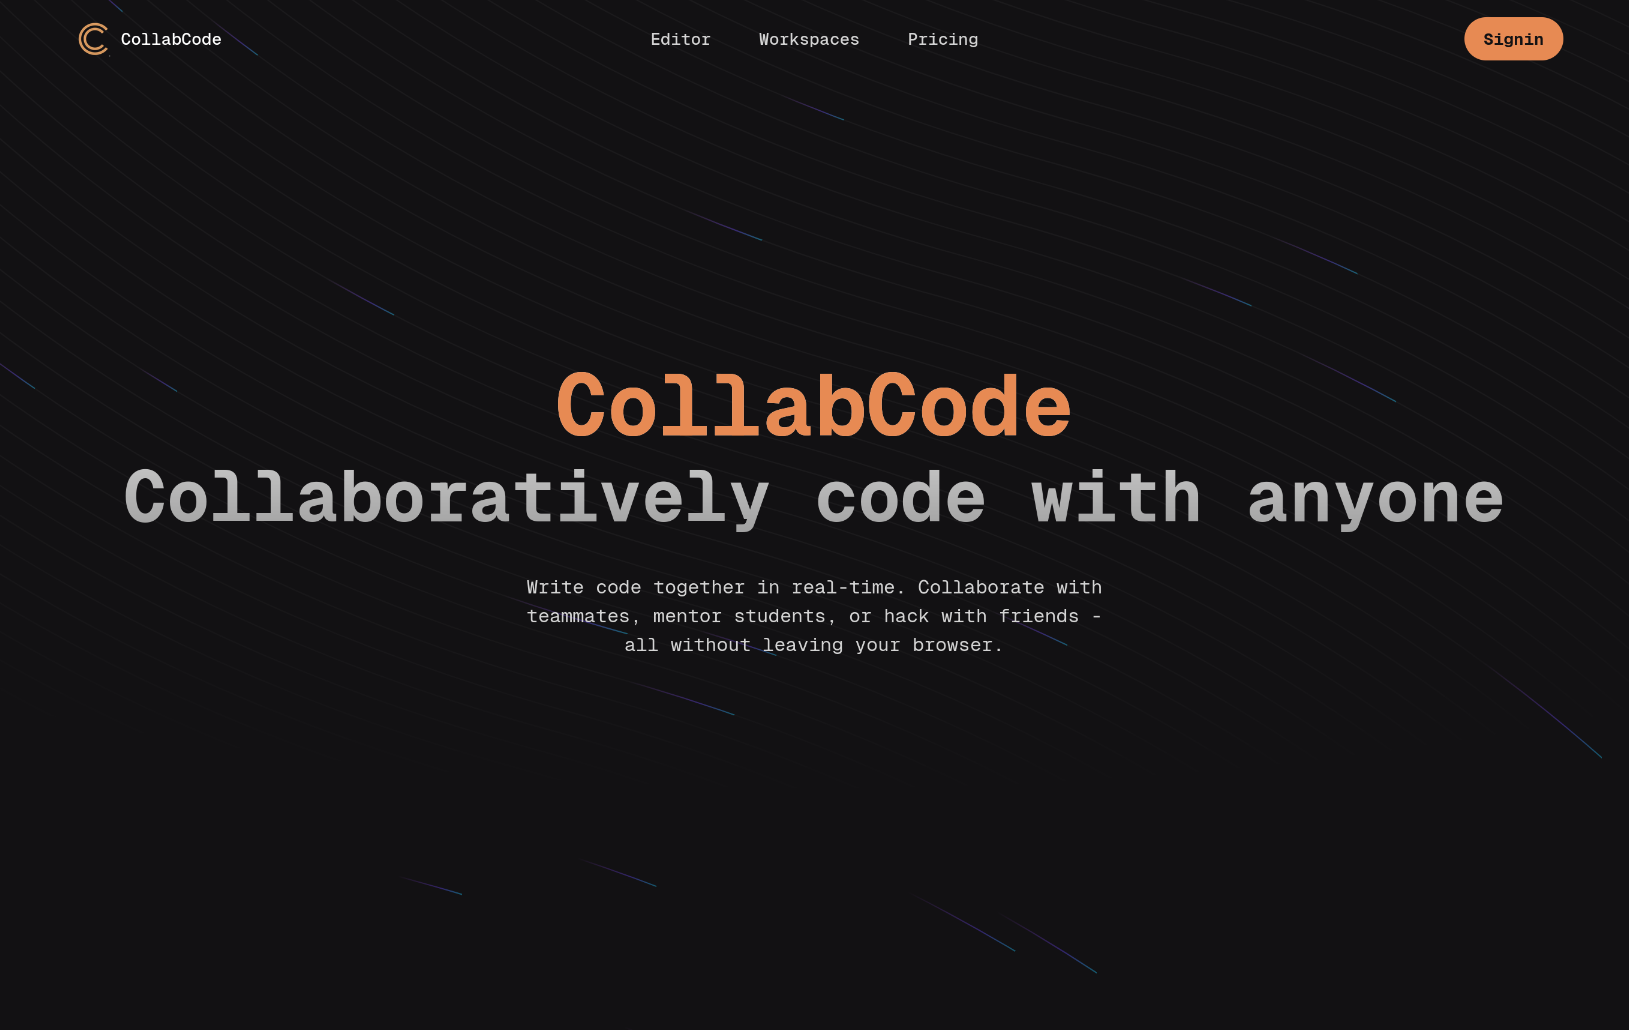 CollabCode
Editor
Workspaces
Pricing
Signin
CollabCode
Collaboratively code with anyone
Write code together in real-time. Collaborate with
teammates, mentor students, or hack with friends -
all without leaving your browser.